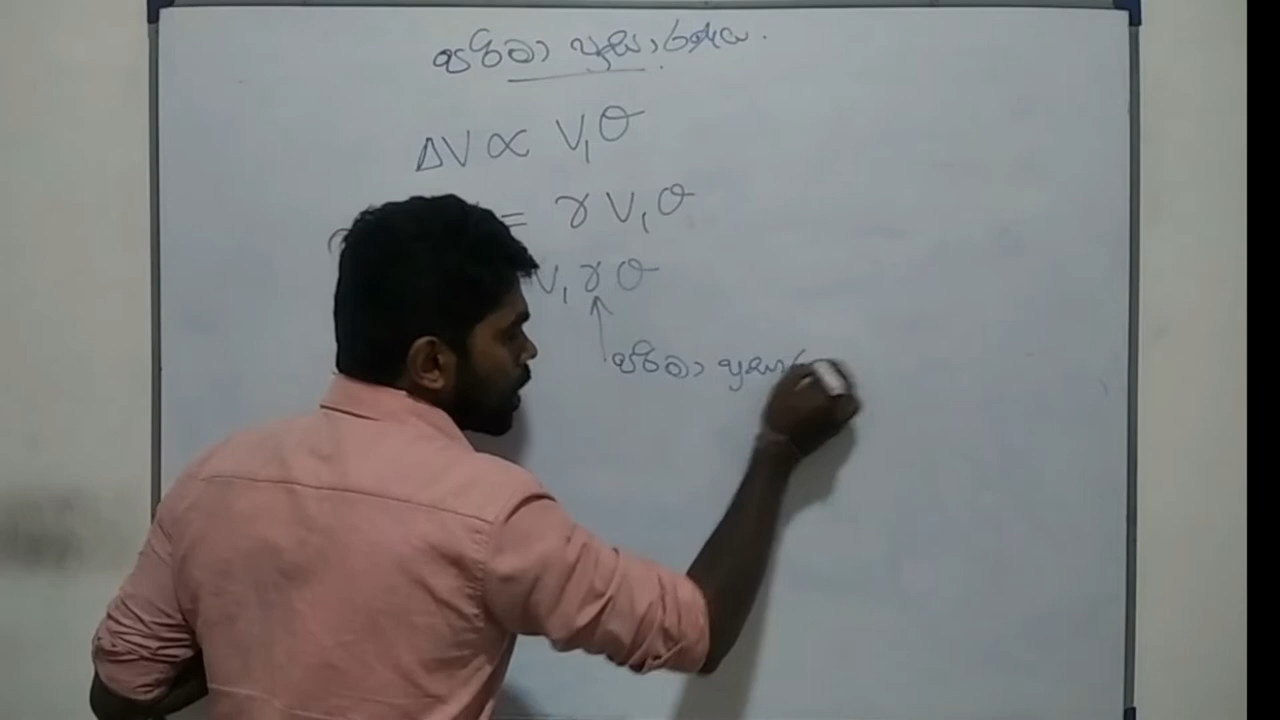 පරිමා ප්‍රසාරණය.
ΔV ∝ V₁θ
= γ V₁θ
V₁ γ θ
පරිමා ප්‍රසා